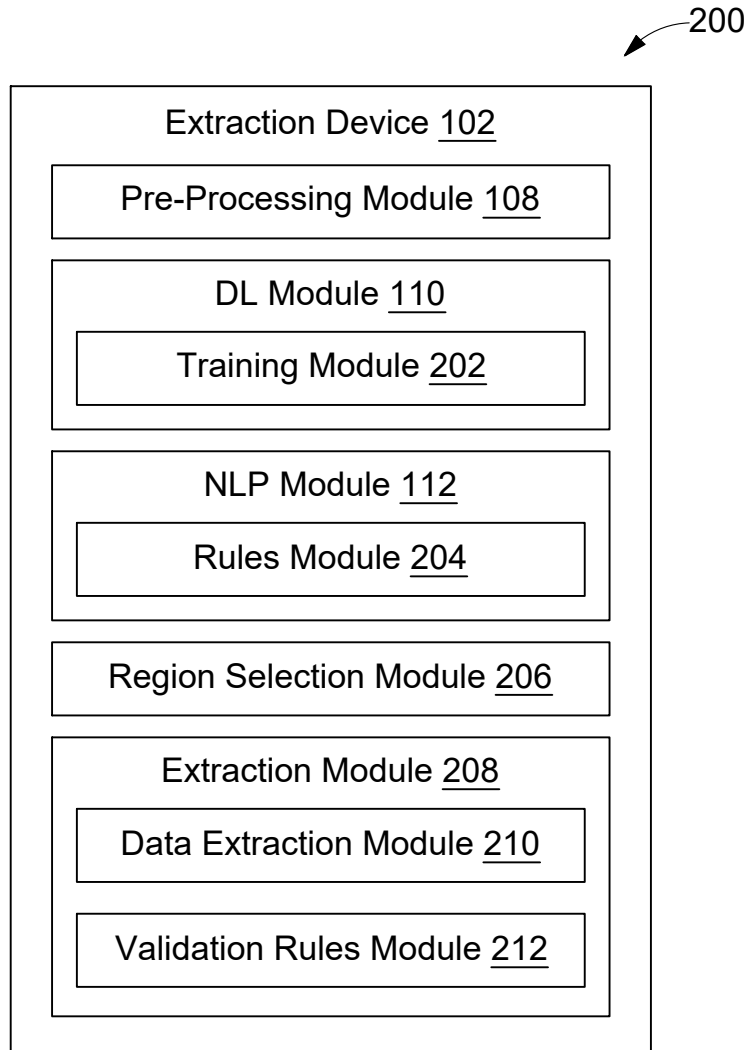 200
Extraction Device 102
Pre-Processing Module 108
DL Module 110
Training Module 202
NLP Module 112
Rules Module 204
Region Selection Module 206
Extraction Module 208
Data Extraction Module 210
Validation Rules Module 212